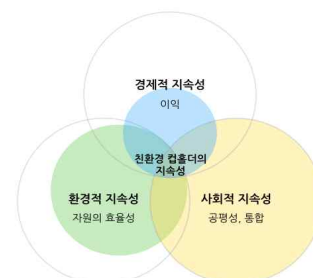 경제적 지속성
이익
친환경 컵홀더의
지속성
환경적 지속성
자원의 효율성
사회적 지속성
공평성, 통합